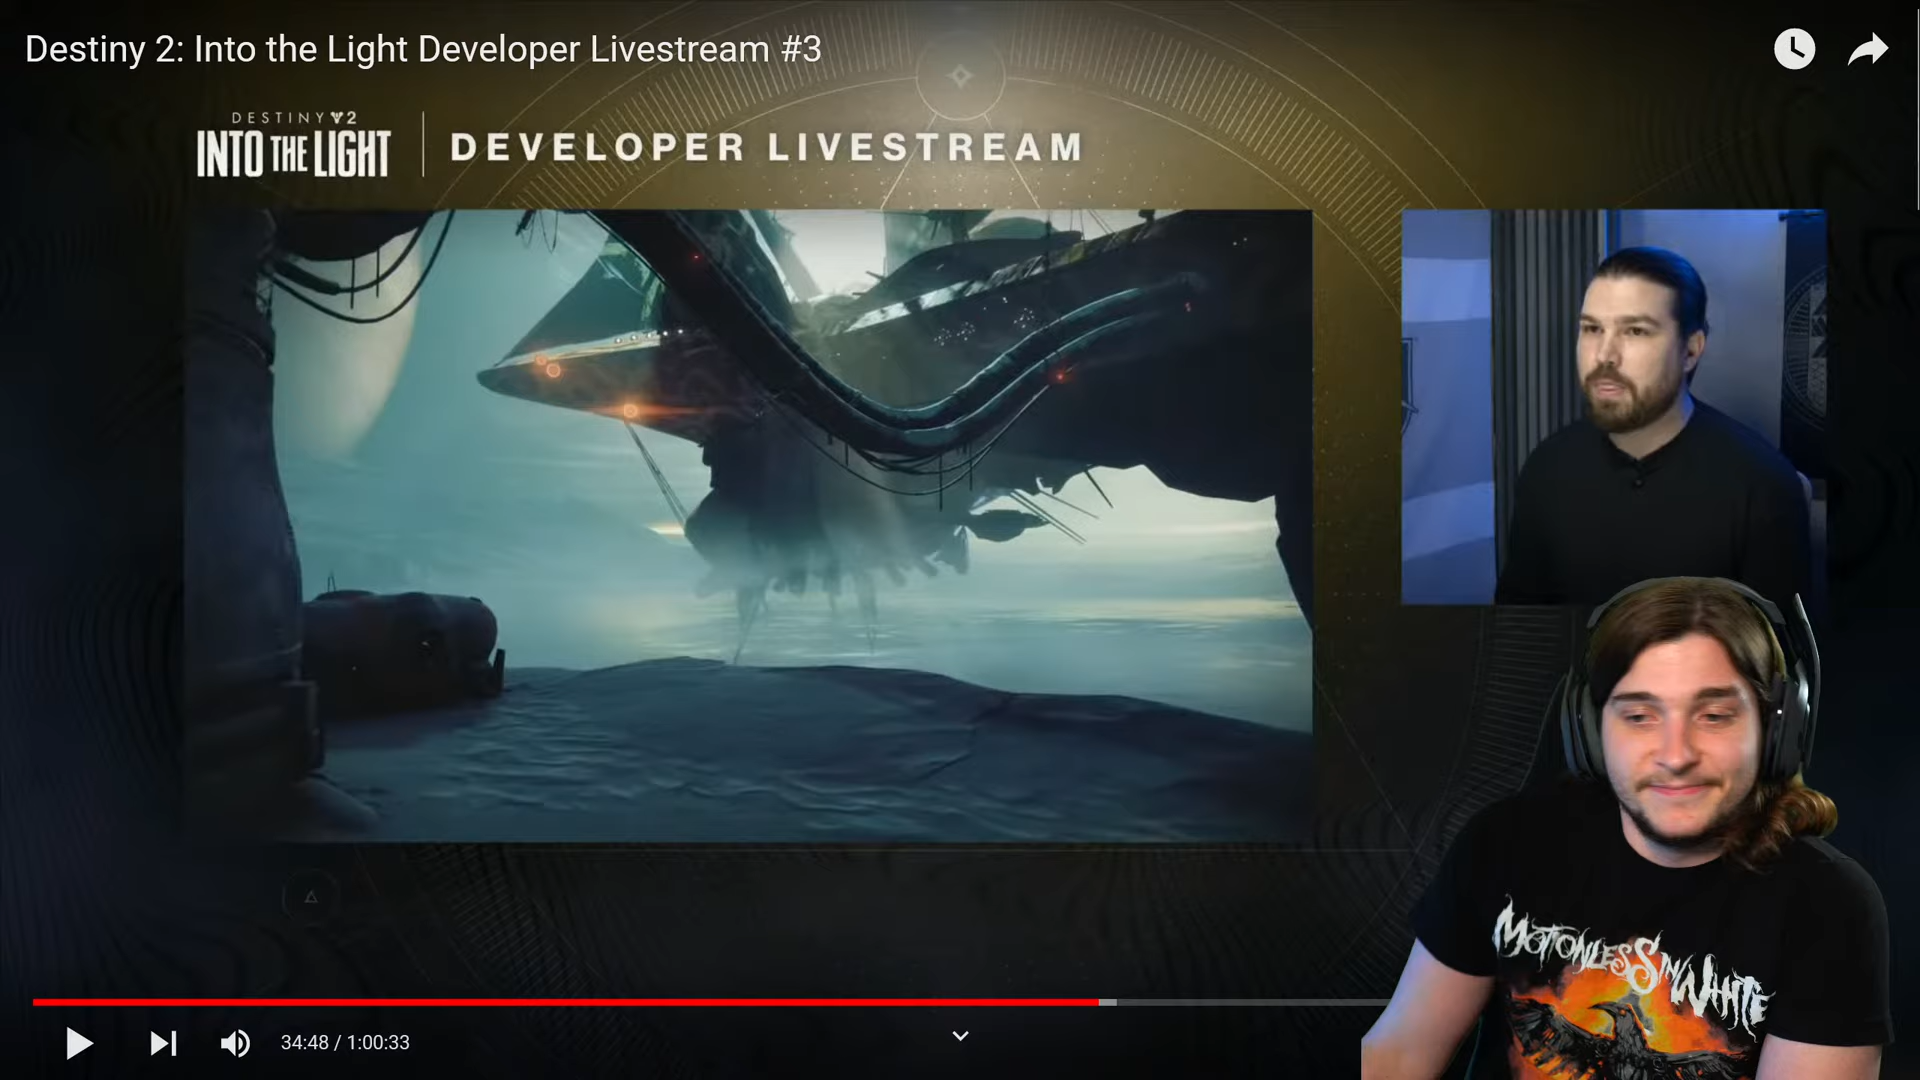 Destiny 2: Into the Light Developer Livestream #3
DESTINY 2
INTO THE LIGHT
DEVELOPER LIVESTREAM
MOTIONLESS IN WHITE
34:48 / 1:00:33